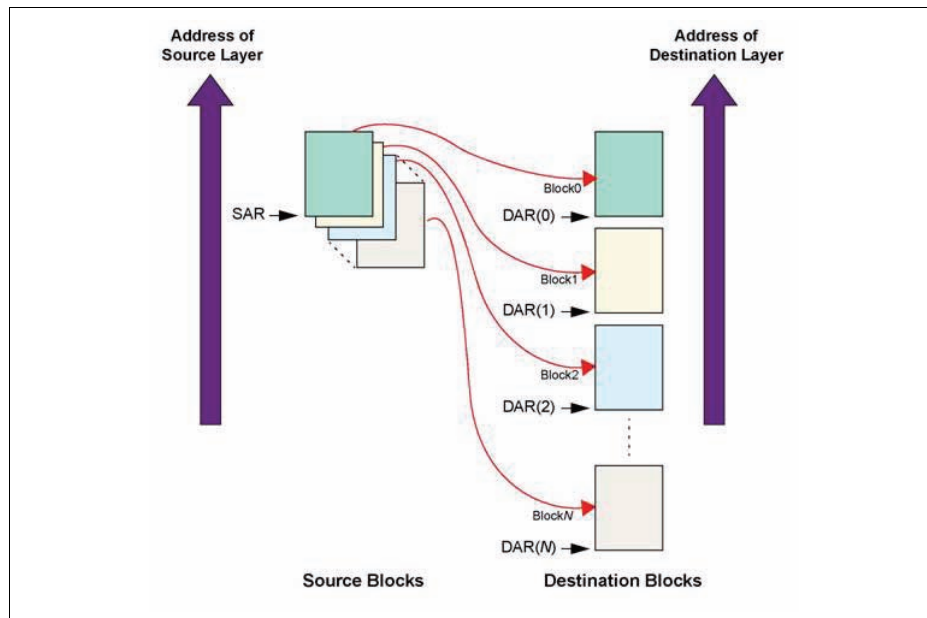 Address of
Source Layer
Address of
Destination Layer
SAR
Block0
DAR(0)
Block1
DAR(1)
Block2
DAR(2)
BlockN
DAR(N)
Source Blocks
Destination Blocks